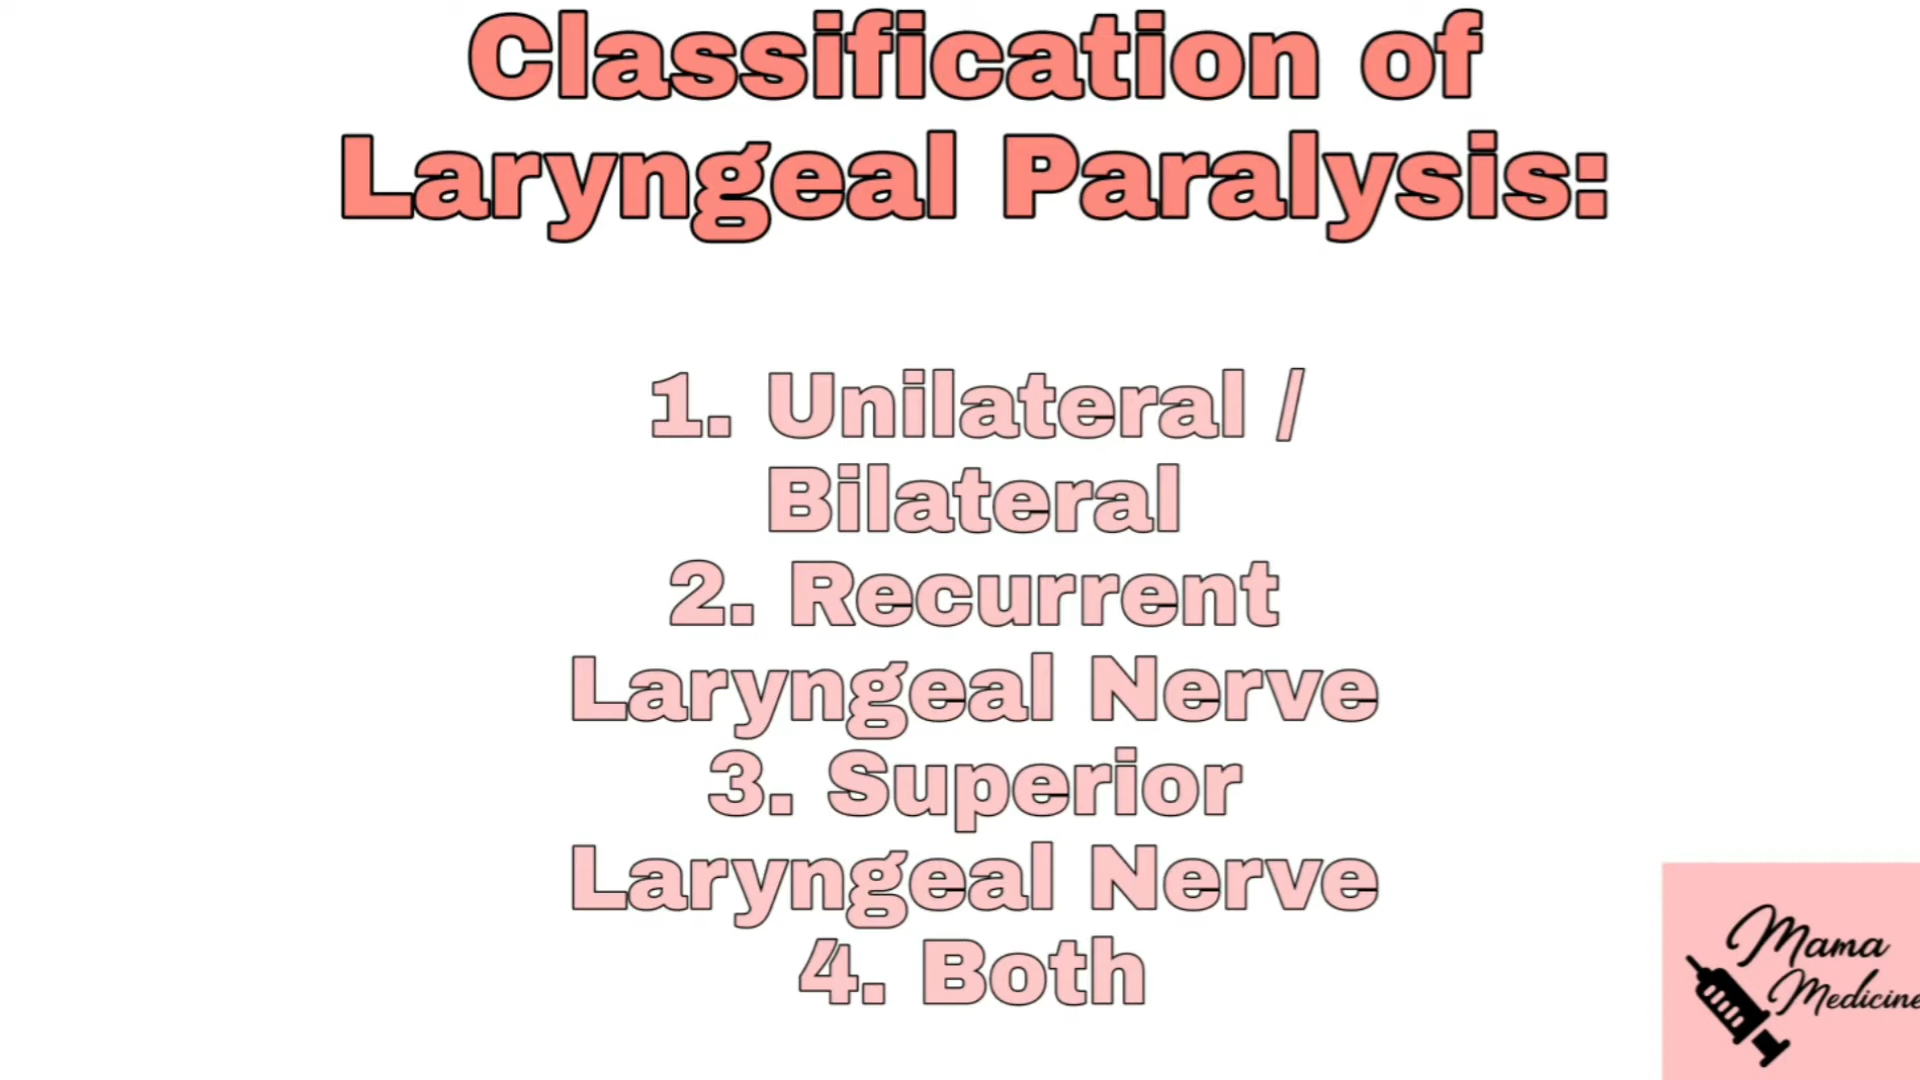 Classification of
Laryngeal Paralysis:
1. Unilateral /
Bilateral
2. Recurrent
Laryngeal Nerve
3. Superior
Laryngeal Nerve
4. Both
Mama
Medicine